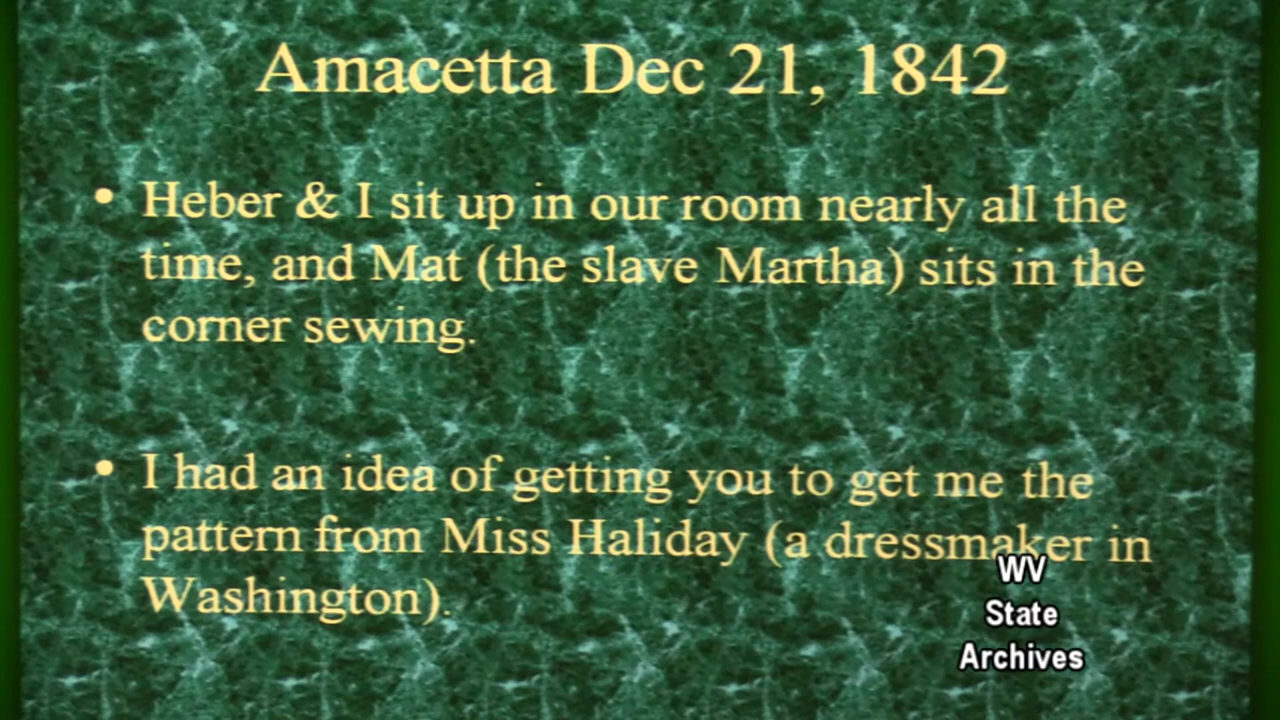 Amacetta Dec 21, 1842
• Heber & I sit up in our room nearly all the
time, and Mat (the slave Martha) sits in the
corner sewing.
• I had an idea of getting you to get me the
pattern from Miss Haliday (a dressmaker in
Washington).
WV
State
Archives